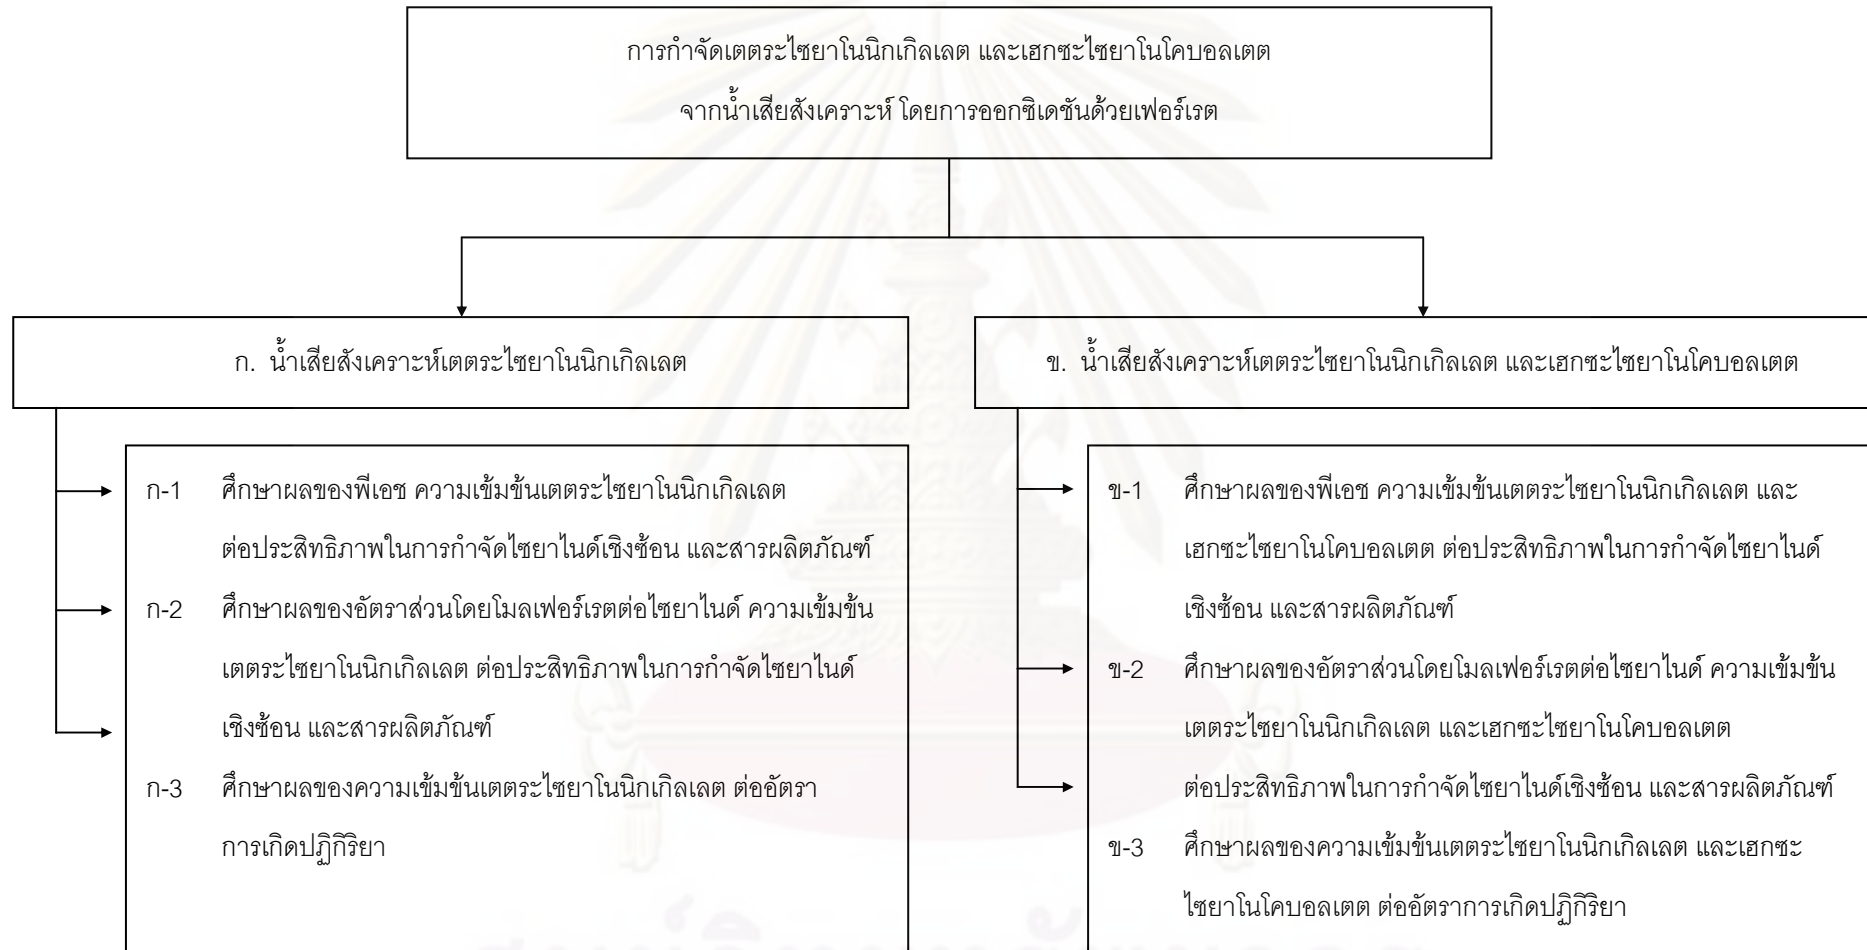 การกำจัดเตตระไซยาโนนิกเกิลเลต และเฮกซะไซยาโนโคบอลเตต
จากน้ำเสียสังเคราะห์ โดยการออกซิเดชันด้วยเฟอร์เรต
ก. น้ำเสียสังเคราะห์เตตระไซยาโนนิกเกิลเลต
ก-1 ศึกษาผลของพีเอช ความเข้มข้นเตตระไซยาโนนิกเกิลเลต
ต่อประสิทธิภาพในการกำจัดไซยาไนด์เชิงซ้อน และสารผลิตภัณฑ์
ก-2 ศึกษาผลของอัตราส่วนโดยโมลเฟอร์เรตต่อไซยาไนด์ ความเข้มข้น
เตตระไซยาโนนิกเกิลเลต ต่อประสิทธิภาพในการกำจัดไซยาไนด์
เชิงซ้อน และสารผลิตภัณฑ์
ก-3 ศึกษาผลของความเข้มข้นเตตระไซยาโนนิกเกิลเลต ต่ออัตรา
การเกิดปฏิกิริยา
ข. น้ำเสียสังเคราะห์เตตระไซยาโนนิกเกิลเลต และเฮกซะไซยาโนโคบอลเตต
ข-1 ศึกษาผลของพีเอช ความเข้มข้นเตตระไซยาโนนิกเกิลเลต และ
เฮกซะไซยาโนโคบอลเตต ต่อประสิทธิภาพในการกำจัดไซยาไนด์
เชิงซ้อน และสารผลิตภัณฑ์
ข-2 ศึกษาผลของอัตราส่วนโดยโมลเฟอร์เรตต่อไซยาไนด์ ความเข้มข้น
เตตระไซยาโนนิกเกิลเลต และเฮกซะไซยาโนโคบอลเตต
ต่อประสิทธิภาพในการกำจัดไซยาไนด์เชิงซ้อน และสารผลิตภัณฑ์
ข-3 ศึกษาผลของความเข้มข้นเตตระไซยาโนนิกเกิลเลต และเฮกซะ
ไซยาโนโคบอลเตต ต่ออัตราการเกิดปฏิกิริยา